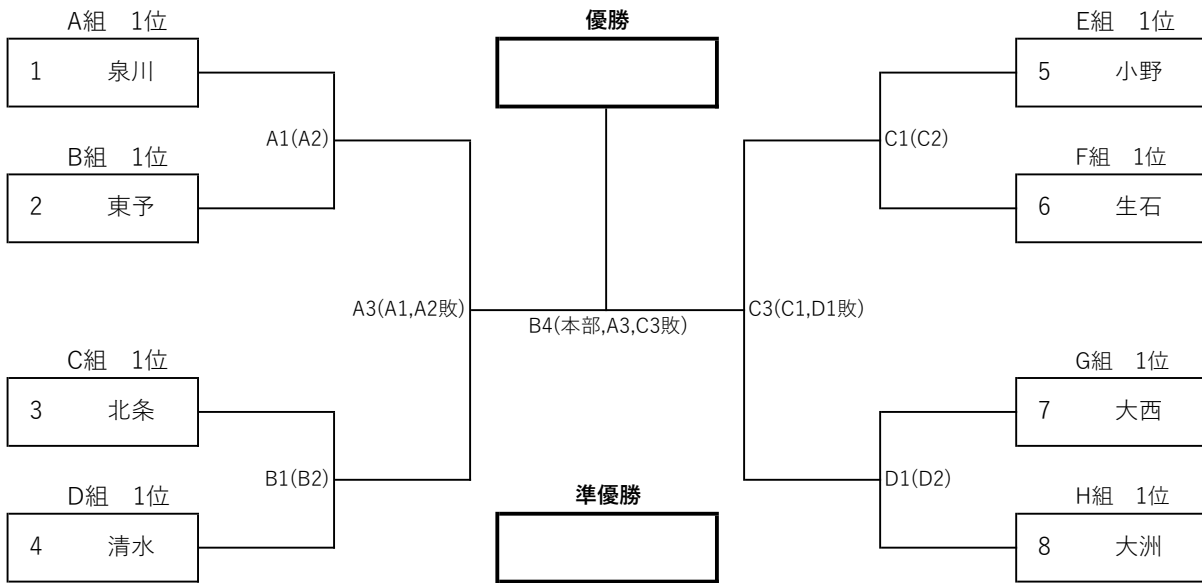 A組　1位
1　泉川
B組　1位
2　東予
A1(A2)
C組　1位
3　北条
D組　1位
4　清水
B1(B2)
A3(A1,A2敗)
優勝
B4(本部,A3,C3敗)
準優勝
E組　1位
5　小野
F組　1位
6　生石
C1(C2)
C3(C1,D1敗)
G組　1位
7　大西
H組　1位
8　大洲
D1(D2)